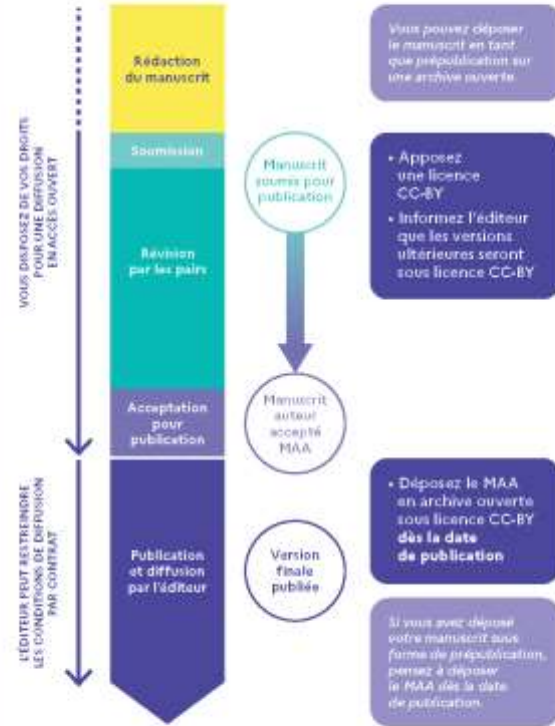 Rédaction
du manuscrit
Vous pouvez déposer
le manuscrit en tant
que prépublication sur
une archive ouverte.
VOUS DISPOSEZ DE VOS DROITS
POUR UNE DIFFUSION
EN ACCÈS OUVERT
Soumission
Manuscrit
soumis pour
publication
• Apposez
une licence
CC-BY
• Informez l'éditeur
que les versions
ultérieures seront
sous licence CC-BY
Révision
par les pairs
Acceptation
pour
publication
Manuscrit
auteur
accepté
MAA
L'ÉDITEUR PEUT RESTREINDRE
LES CONDITIONS DE DIFFUSION
PAR CONTRAT
Publication
et diffusion
par l'éditeur
Version
finale
publiée
• Déposez le MAA
en archive ouverte
sous licence CC-BY
dès la date
de publication
Si vous avez déposé
votre manuscrit sous
forme de prépublication,
pensez à déposer
le MAA dès la date
de publication.